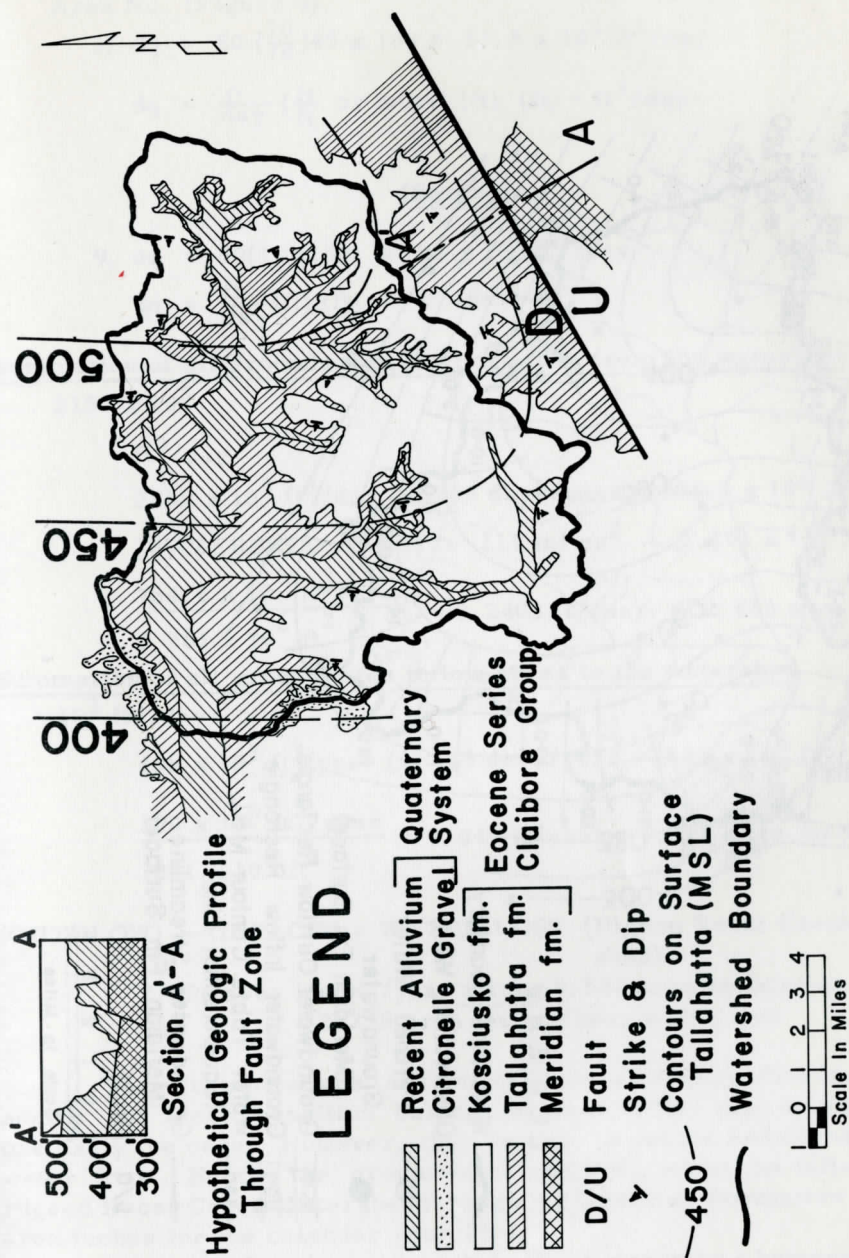 N
500
450
400
A'
A
D
U
A' A
500'
400'
300'
Section A'-A
Hypothetical Geologic Profile
Through Fault Zone
LEGEND
Recent Alluvium
Citronelle Gravel
Quaternary
System
Kosciusko fm.
Tallahatta fm.
Meridian fm.
Eocene Series
Claibore Group
D/U Fault
Strike & Dip
450 Contours on Surface
Tallahatta (MSL)
Watershed Boundary
0 1 2 3 4
Scale In Miles